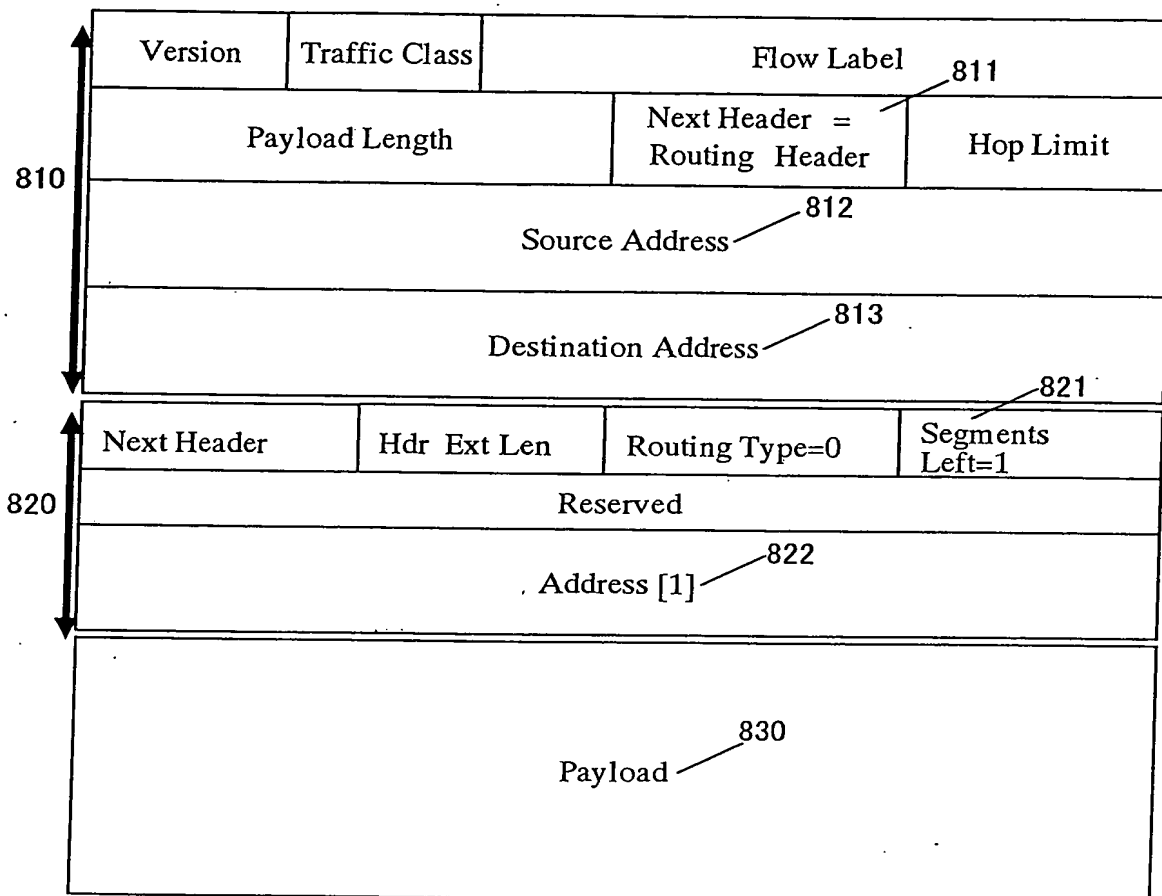 Version
Traffic Class
Flow Label
811
Payload Length
Next Header =
Routing Header
Hop Limit
810
812
Source Address
813
Destination Address
821
Next Header
Hdr Ext Len
Routing Type=0
Segments
Left=1
820
Reserved
822
Address [1]
830
Payload